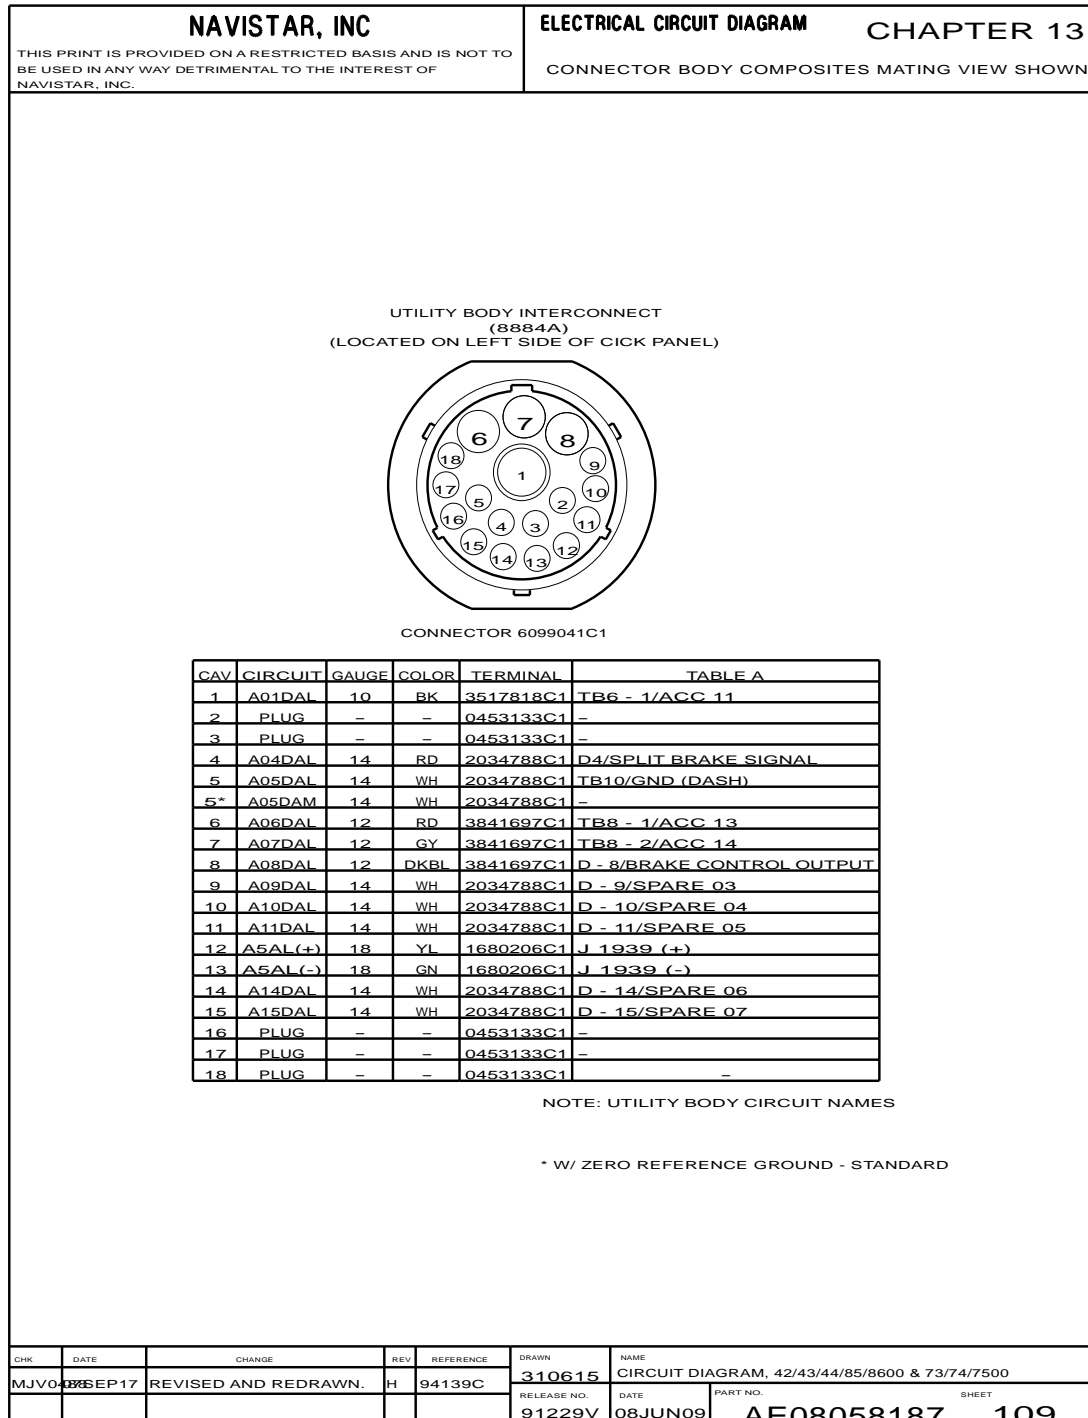 NAVISTAR, INC
THIS PRINT IS PROVIDED ON A RESTRICTED BASIS AND IS NOT TO
BE USED IN ANY WAY DETRIMENTAL TO THE INTEREST OF
NAVISTAR, INC.
ELECTRICAL CIRCUIT DIAGRAM CHAPTER 13
CONNECTOR BODY COMPOSITES MATING VIEW SHOWN
UTILITY BODY INTERCONNECT
(8884A)
(LOCATED ON LEFT SIDE OF CICK PANEL)
7
6 8
18 9
1
17 10
5 2
16 4 3 11
15 12
14 13
CONNECTOR 6099041C1
CAV CIRCUIT GAUGE COLOR TERMINAL TABLE A
1 A01DAL 10 BK 3517818C1 TB6 - 1/ACC 11
2 PLUG – – 0453133C1 –
3 PLUG – – 0453133C1 –
4 A04DAL 14 RD 2034788C1 D4/SPLIT BRAKE SIGNAL
5 A05DAL 14 WH 2034788C1 TB10/GND (DASH)
5* A05DAM 14 WH 2034788C1 –
6 A06DAL 12 RD 3841697C1 TB8 - 1/ACC 13
7 A07DAL 12 GY 3841697C1 TB8 - 2/ACC 14
8 A08DAL 12 DKBL 3841697C1 D - 8/BRAKE CONTROL OUTPUT
9 A09DAL 14 WH 2034788C1 D - 9/SPARE 03
10 A10DAL 14 WH 2034788C1 D - 10/SPARE 04
11 A11DAL 14 WH 2034788C1 D - 11/SPARE 05
12 A5AL(+) 18 YL 1680206C1 J 1939 (+)
13 A5AL(-) 18 GN 1680206C1 J 1939 (-)
14 A14DAL 14 WH 2034788C1 D - 14/SPARE 06
15 A15DAL 14 WH 2034788C1 D - 15/SPARE 07
16 PLUG – – 0453133C1 –
17 PLUG – – 0453133C1 –
18 PLUG – – 0453133C1 –
NOTE: UTILITY BODY CIRCUIT NAMES
* W/ ZERO REFERENCE GROUND - STANDARD
CHK DATE CHANGE REV REFERENCE DRAWN NAME
REVISED AND REDRAWN. H 94139C 310615 CIRCUIT DIAGRAM, 42/43/44/85/8600 & 73/74/7500
RELEASE NO. DATE PART NO. SHEET
91229V 08JUN09 AE08058187 109